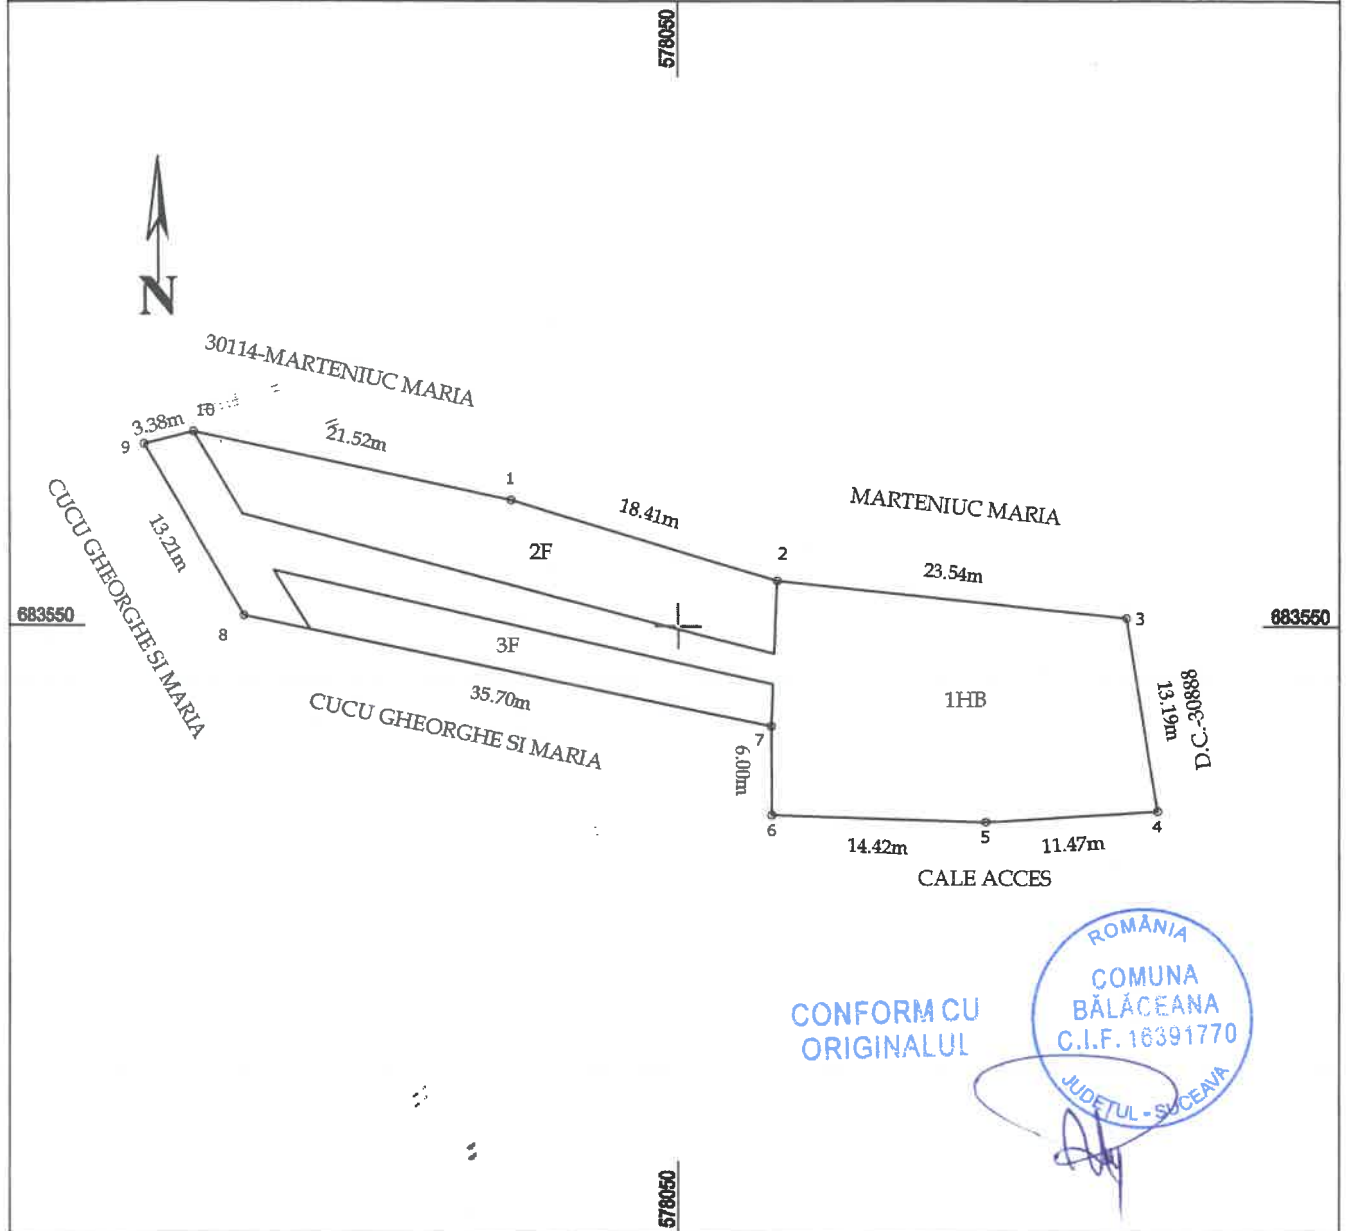 578050
N
30114-MARTENIUC MARIA
10
3.38m
9
21.52m
1
18.41m
MARTENIUC MARIA
CUCU GHEORGHE SI MARIA
13.21m
2F
2
23.54m
683550
3
683550
8
3F
35.70m
CUCU GHEORGHE SI MARIA
7
6.00m
1HB
13.19m
D.C.-30888
6
14.42m
5
11.47m
4
CALE ACCES
CONFORM CU
ORIGINALUL
ROMÂNIA
COMUNA
BĂLĂCEANA
C.I.F. 16391770
JUDEȚUL - SUCEAVA
578050